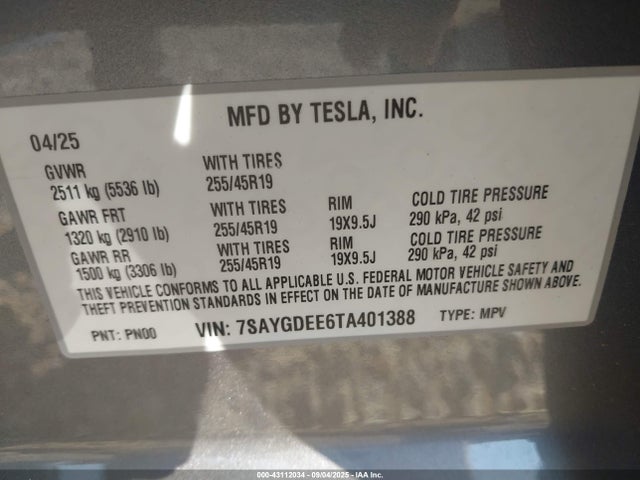 MFD BY TESLA, INC.
04/25
GVWR
2511 kg (5536 lb)
WITH TIRES
255/45R19
GAWR FRT
1320 kg (2910 lb)
WITH TIRES
255/45R19
RIM
19X9.5J
COLD TIRE PRESSURE
290 kPa, 42 psi
GAWR RR
1500 kg (3306 lb)
WITH TIRES
255/45R19
RIM
19X9.5J
COLD TIRE PRESSURE
290 kPa, 42 psi
THIS VEHICLE CONFORMS TO ALL APPLICABLE U.S. FEDERAL MOTOR VEHICLE SAFETY AND
THEFT PREVENTION STANDARDS IN EFFECT ON THE DATE OF MANUFACTURE SHOWN ABOVE.
PNT: PN00 VIN: 7SAYGDEE6TA401388 TYPE: MPV
000-43112034 - 09/04/2025 - IAA Inc.